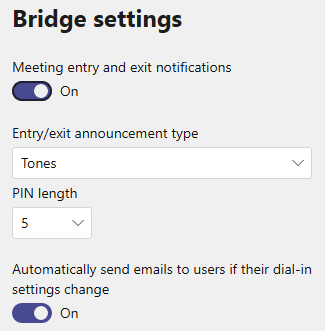 Bridge settings
Meeting entry and exit notifications
On
Entry/exit announcement type
Tones
PIN length
5
Automatically send emails to users if their dial-in
settings change
On